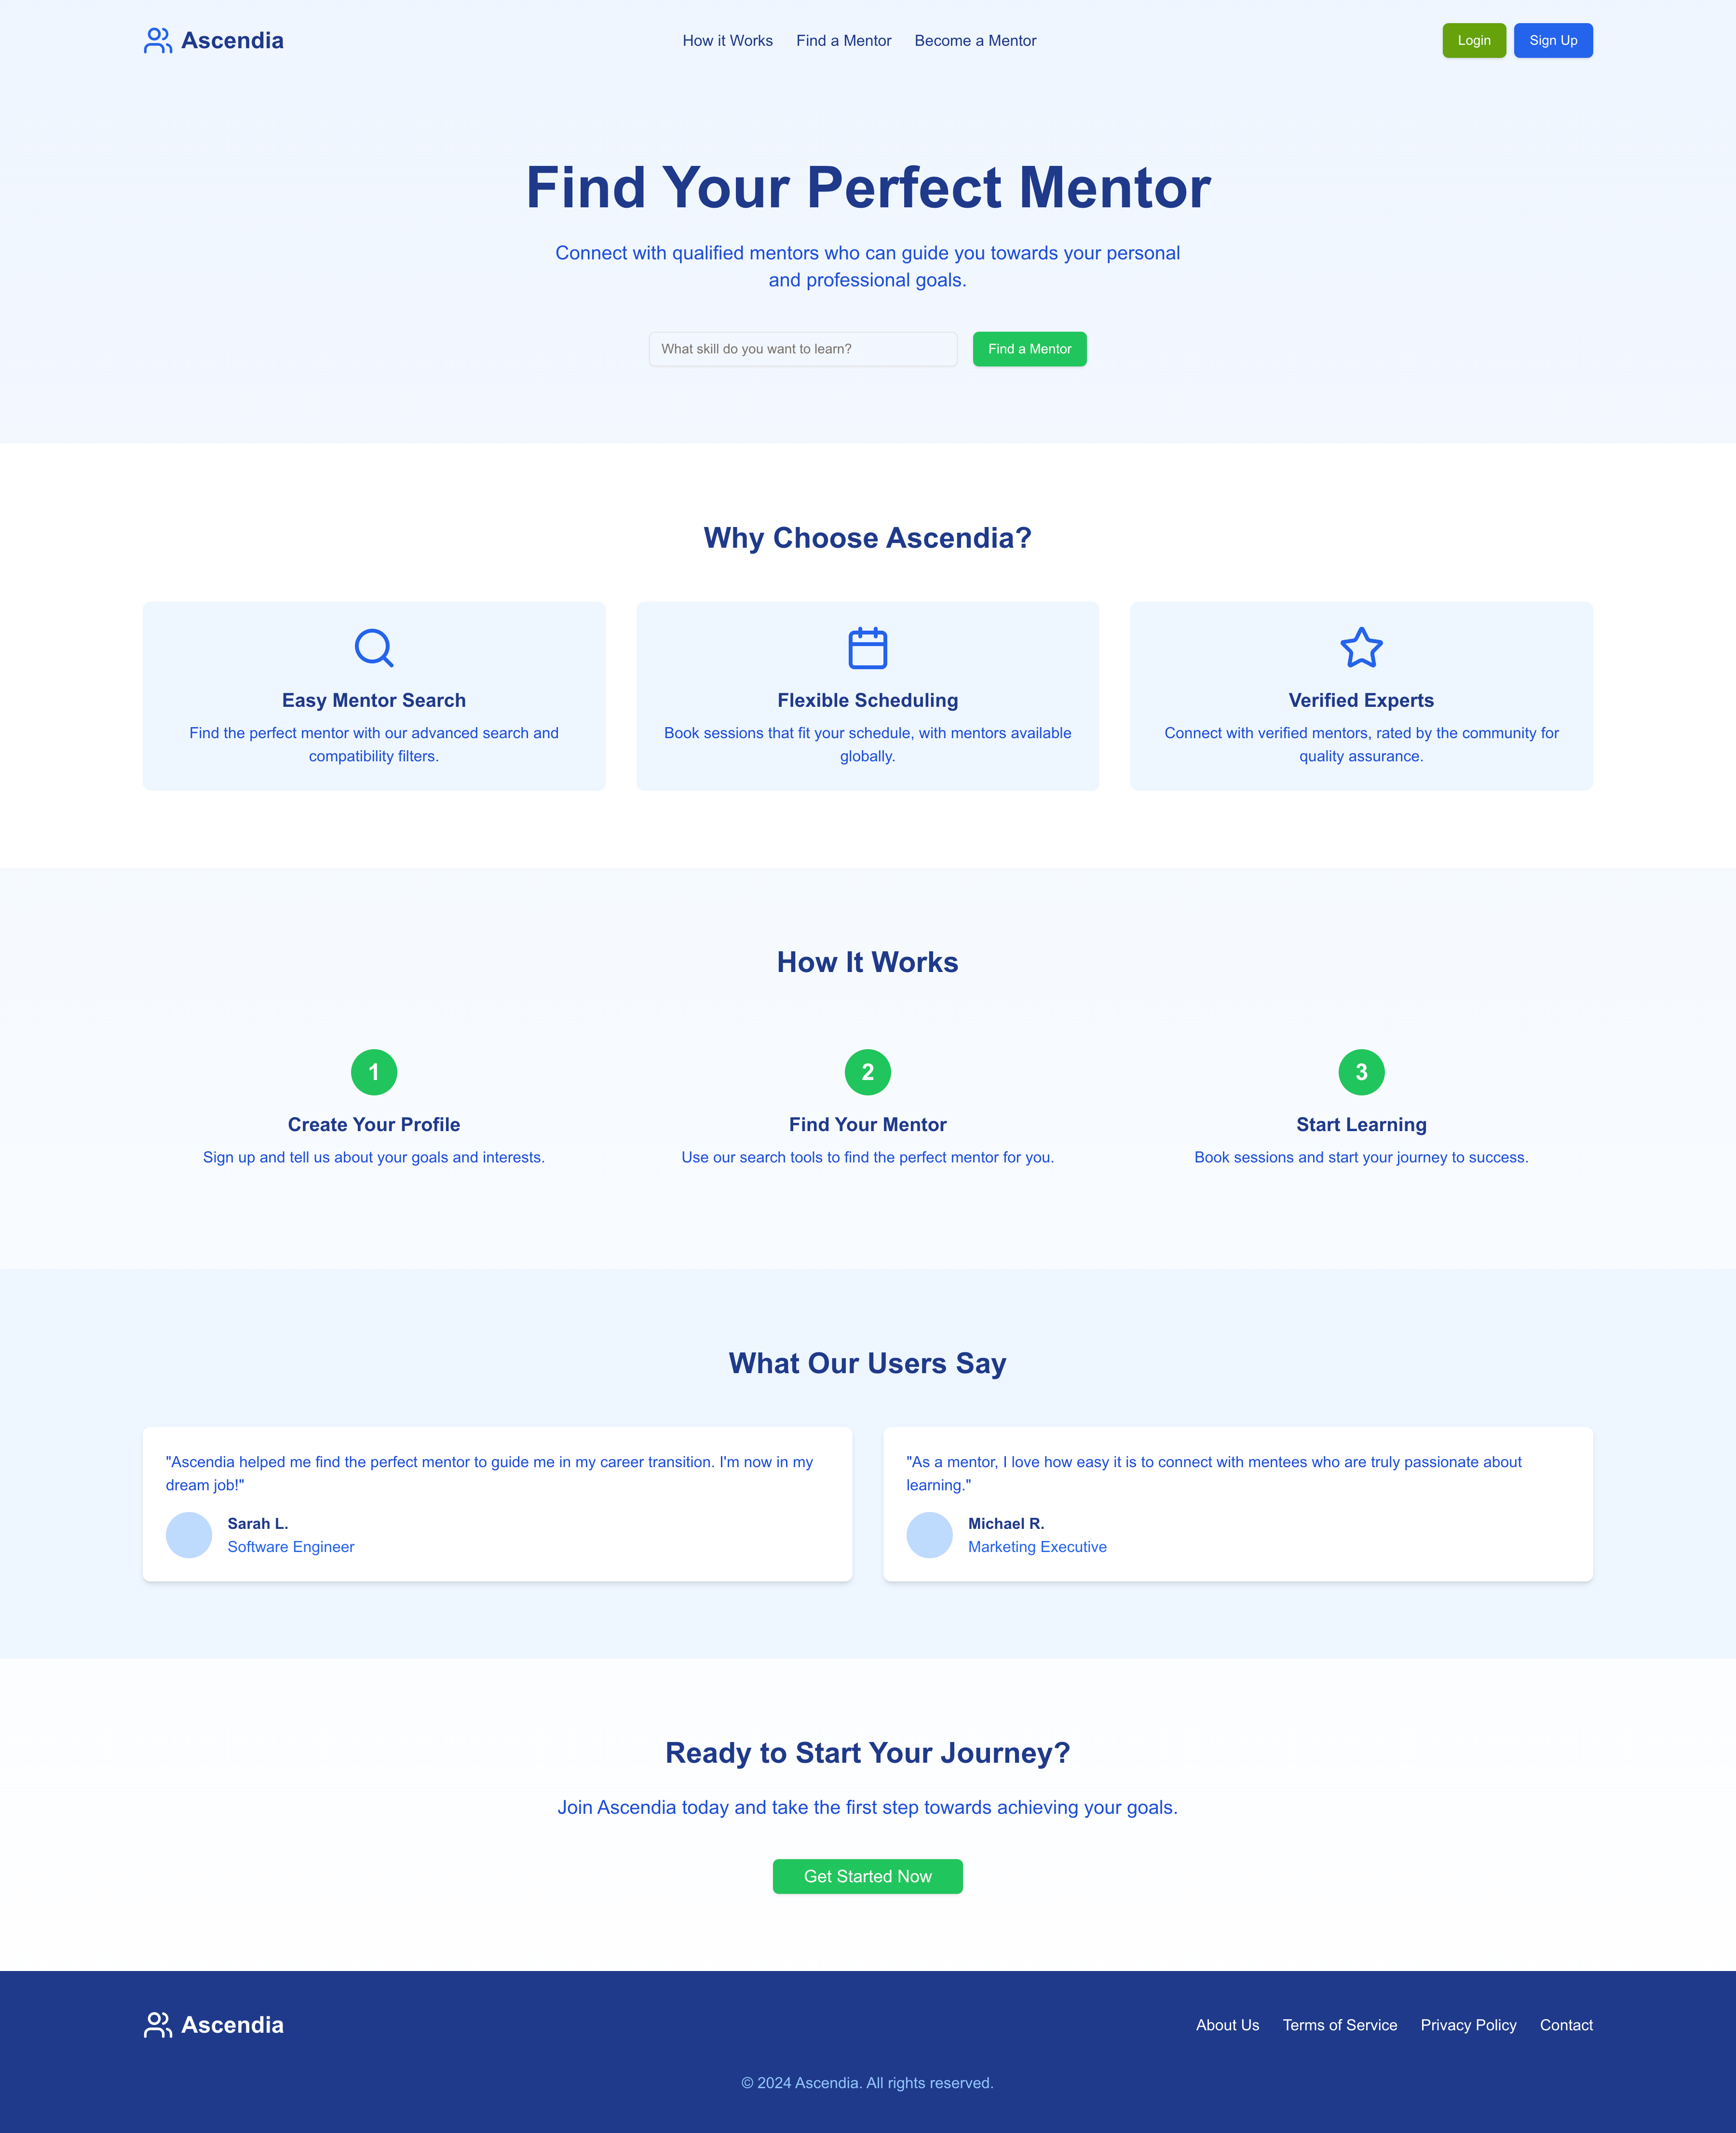 Ascendia
How it Works
Find a Mentor
Become a Mentor
Login
Sign Up
Find Your Perfect Mentor
Connect with qualified mentors who can guide you towards your personal
and professional goals.
What skill do you want to learn?
Find a Mentor
Why Choose Ascendia?
Easy Mentor Search
Find the perfect mentor with our advanced search and
compatibility filters.
Flexible Scheduling
Book sessions that fit your schedule, with mentors available
globally.
Verified Experts
Connect with verified mentors, rated by the community for
quality assurance.
How It Works
1
Create Your Profile
Sign up and tell us about your goals and interests.
2
Find Your Mentor
Use our search tools to find the perfect mentor for you.
3
Start Learning
Book sessions and start your journey to success.
What Our Users Say
"Ascendia helped me find the perfect mentor to guide me in my career transition. I'm now in my
dream job!"
Sarah L.
Software Engineer
"As a mentor, I love how easy it is to connect with mentees who are truly passionate about
learning."
Michael R.
Marketing Executive
Ready to Start Your Journey?
Join Ascendia today and take the first step towards achieving your goals.
Get Started Now
Ascendia
About Us
Terms of Service
Privacy Policy
Contact
© 2024 Ascendia. All rights reserved.